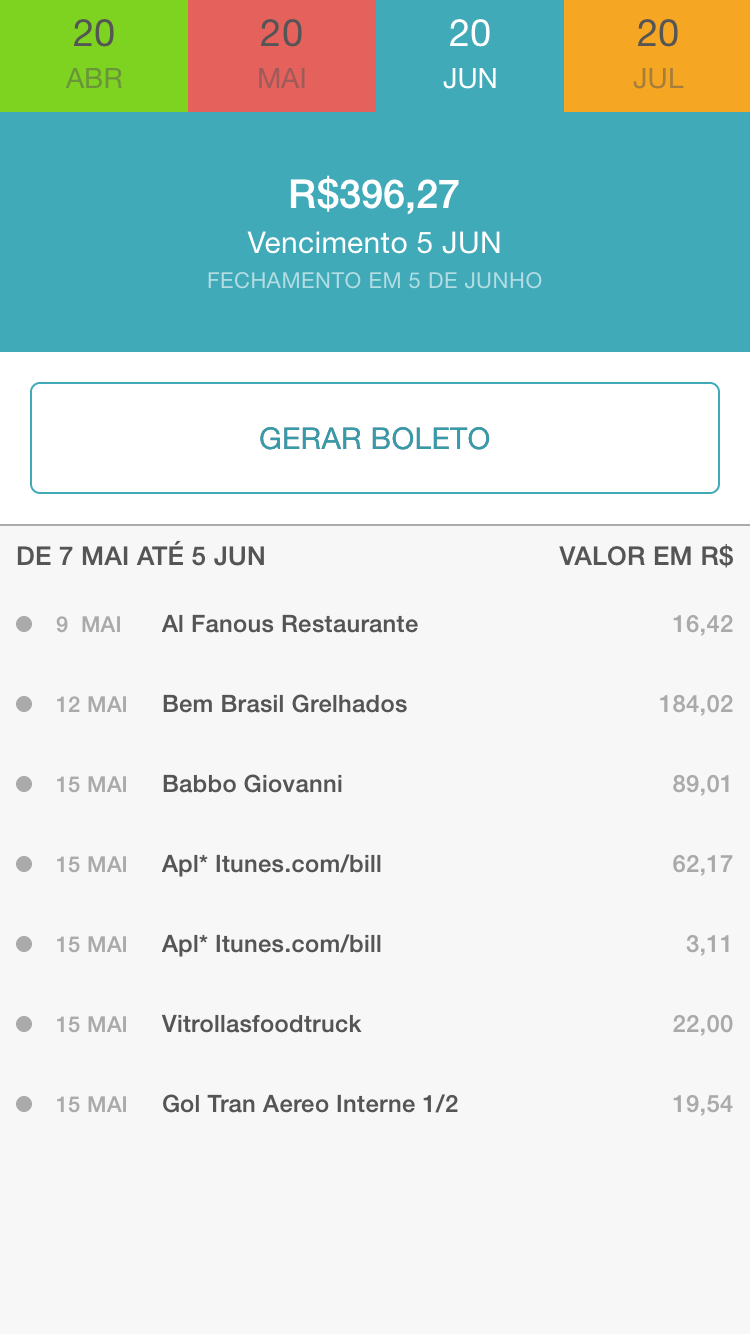 20 20 20 20
ABR MAI JUN JUL
R$396,27
Vencimento 5 JUN
FECHAMENTO EM 5 DE JUNHO
GERAR BOLETO
DE 7 MAI ATÉ 5 JUN VALOR EM R$
9 MAI Al Fanous Restaurante 16,42
12 MAI Bem Brasil Grelhados 184,02
15 MAI Babbo Giovanni 89,01
15 MAI Apl* Itunes.com/bill 62,17
15 MAI Apl* Itunes.com/bill 3,11
15 MAI Vitrollasfoodtruck 22,00
15 MAI Gol Tran Aereo Interne 1/2 19,54